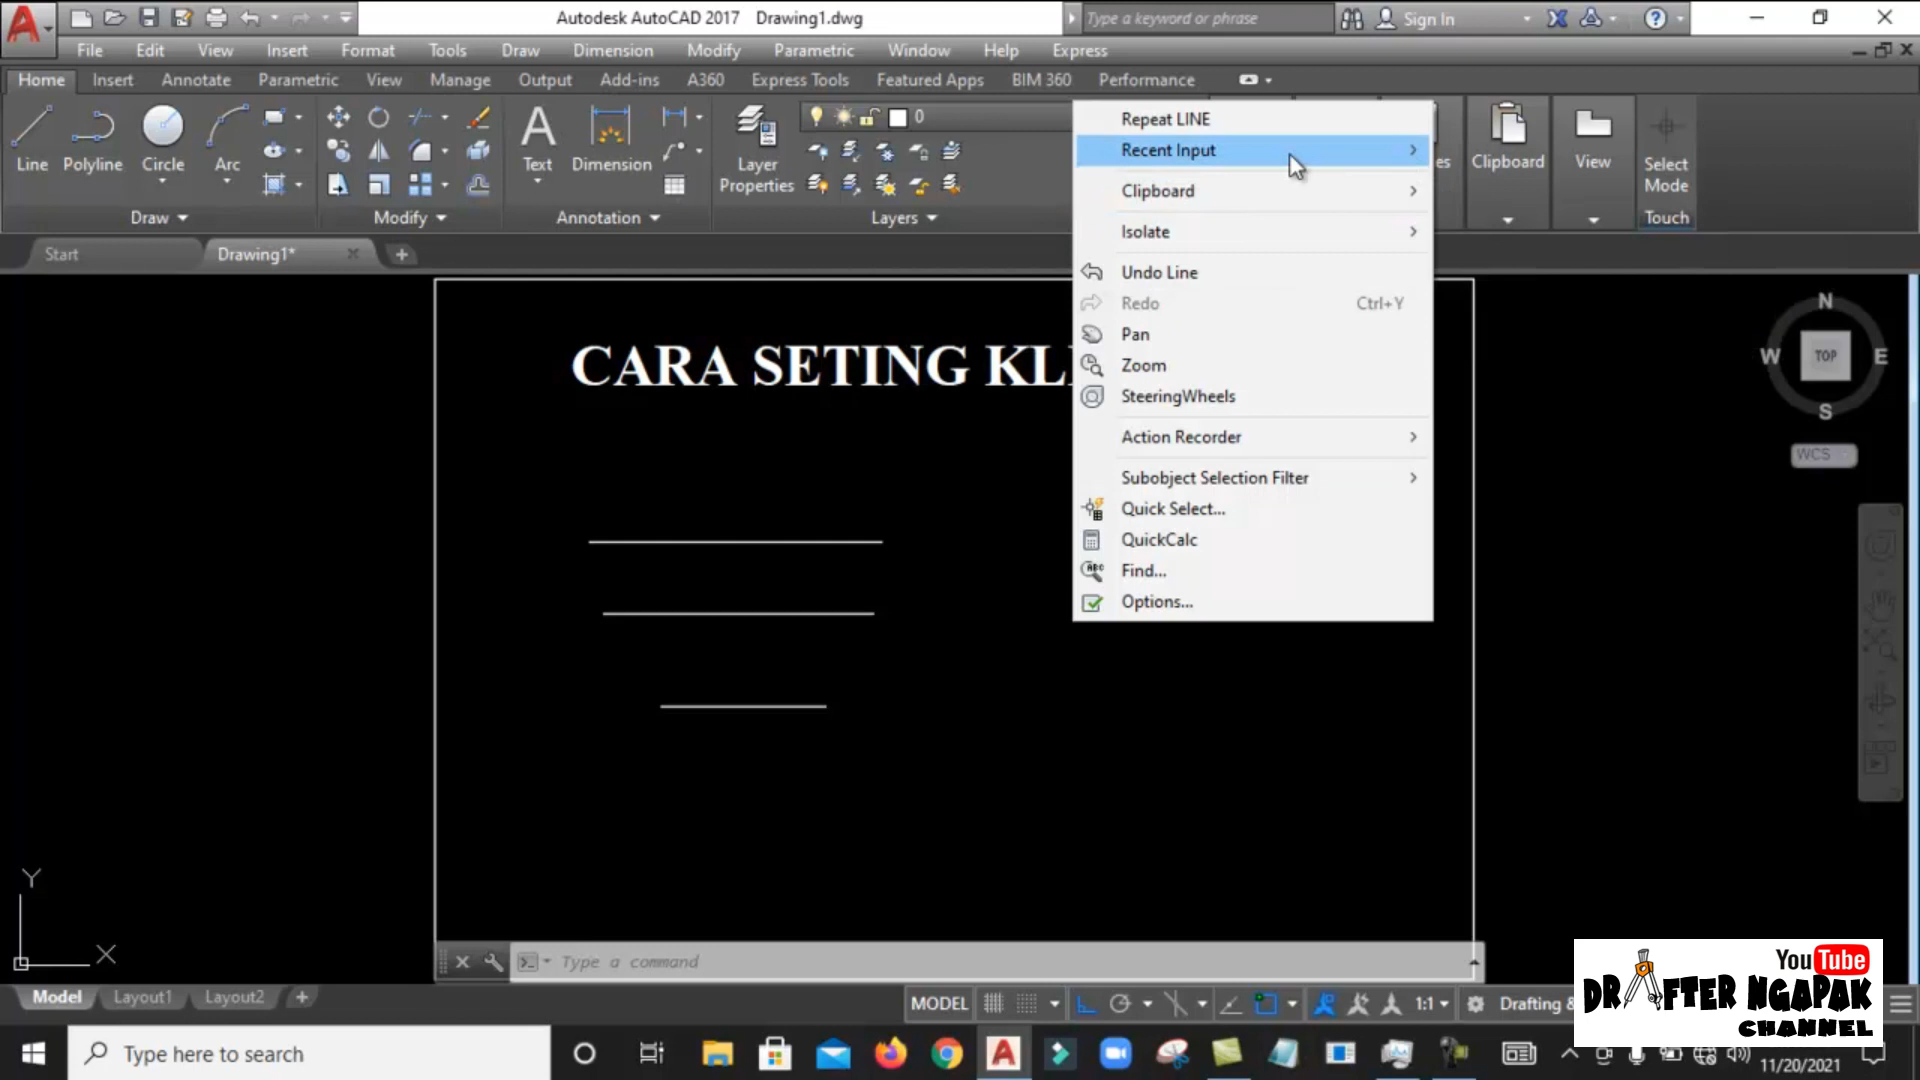 Autodesk AutoCAD 2017 Drawing1.dwg
Type a keyword or phrase
Sign In
File Edit View Insert Format Tools Draw Dimension Modify Parametric Window Help Express
Home Insert Annotate Parametric View Manage Output Add-ins A360 Express Tools Featured Apps BIM 360 Performance
Line Polyline Circle Arc
Text Dimension
Layer Properties
0
Clipboard View
Select Mode
Draw Modify Annotation Layers Touch
Start Drawing1*
Repeat LINE
Recent Input
Clipboard
Isolate
Undo Line
Redo Ctrl+Y
Pan
Zoom
SteeringWheels
Action Recorder
Subobject Selection Filter
Quick Select...
QuickCalc
Find...
Options...
CARA SETING
N
W TOP E
S
WCS
Y
X
Type a command
Model Layout1 Layout2
MODEL 1:1 Drafting &
YouTube
DRAFTER NGAPAK
CHANNEL
Type here to search
11/20/2021